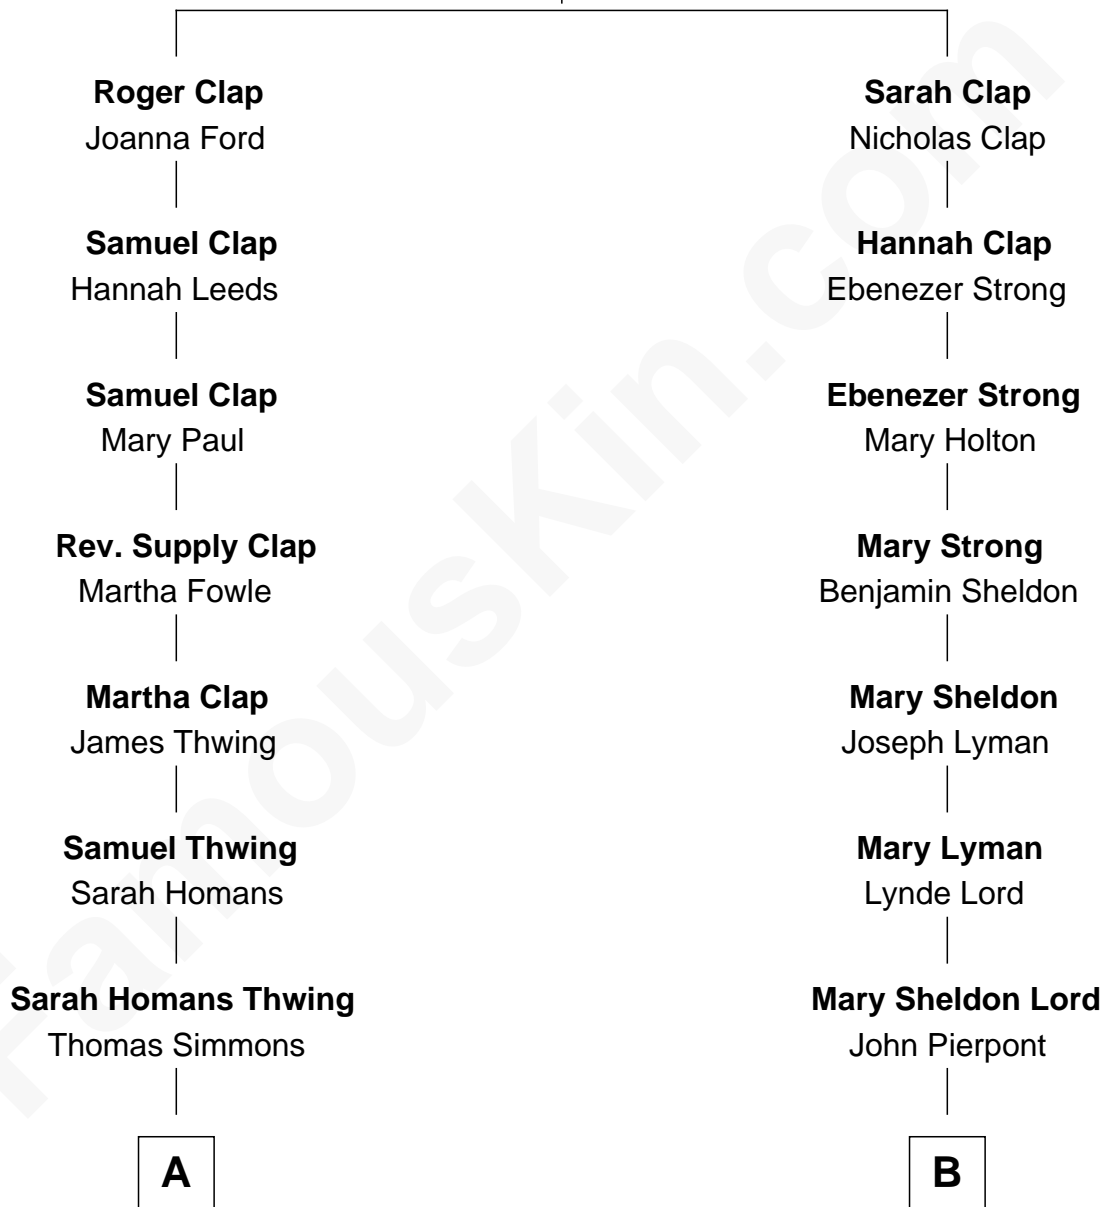 Roger Clap
Joanna Ford
Sarah Clap
Nicholas Clap
Samuel Clap
Hannah Leeds
Hannah Clap
Ebenezer Strong
Samuel Clap
Mary Paul
Ebenezer Strong
Mary Holton
Rev. Supply Clap
Martha Fowle
Mary Strong
Benjamin Sheldon
Martha Clap
James Thwing
Mary Sheldon
Joseph Lyman
Samuel Thwing
Sarah Homans
Mary Lyman
Lynde Lord
Sarah Homans Thwing
Thomas Simmons
Mary Sheldon Lord
John Pierpont
A
B
FamousKin.com